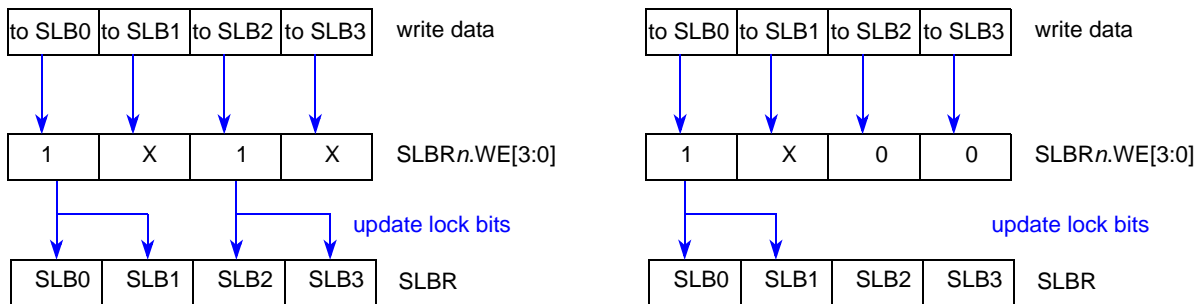 to SLB0 to SLB1 to SLB2 to SLB3 write data
1 X 1 X SLBRn.WE[3:0]
update lock bits
SLB0 SLB1 SLB2 SLB3 SLBR
to SLB0 to SLB1 to SLB2 to SLB3 write data
1 X 0 0 SLBRn.WE[3:0]
update lock bits
SLB0 SLB1 SLB2 SLB3 SLBR